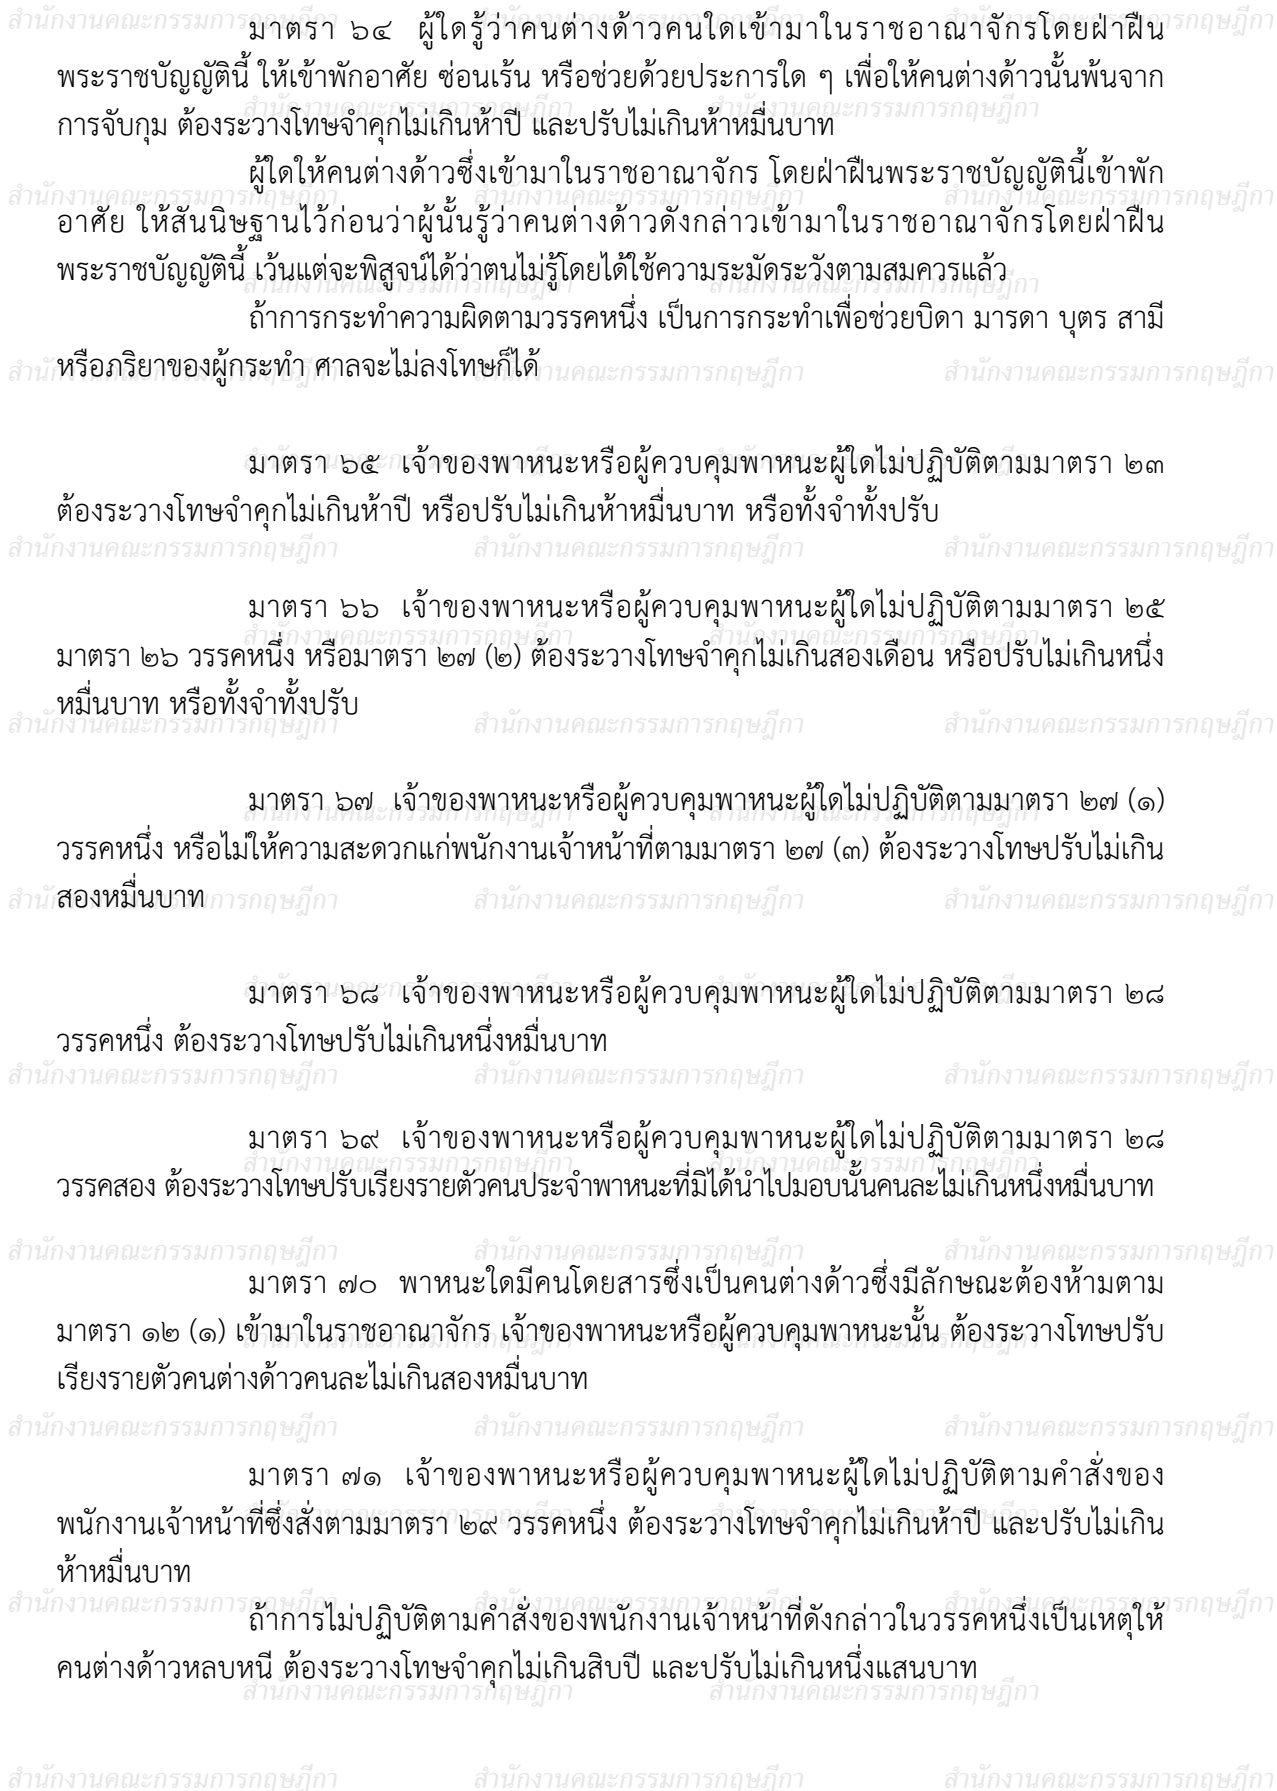 มาตรา ๖๔ ผู้ใดรู้ว่าคนต่างด้าวคนใดเข้ามาในราชอาณาจักรโดยฝ่าฝืน
พระราชบัญญัตินี้ ให้เข้าพักอาศัย ซ่อนเร้น หรือช่วยด้วยประการใด ๆ เพื่อให้คนต่างด้าวนั้นพ้นจาก
การจับกุม ต้องระวางโทษจำคุกไม่เกินห้าปี และปรับไม่เกินห้าหมื่นบาท
ผู้ใดให้คนต่างด้าวซึ่งเข้ามาในราชอาณาจักร โดยฝ่าฝืนพระราชบัญญัตินี้เข้าพัก
อาศัย ให้สันนิษฐานไว้ก่อนว่าผู้นั้นรู้ว่าคนต่างด้าวดังกล่าวเข้ามาในราชอาณาจักรโดยฝ่าฝืน
พระราชบัญญัตินี้ เว้นแต่จะพิสูจน์ได้ว่าตนไม่รู้โดยได้ใช้ความระมัดระวังตามสมควรแล้ว
ถ้าการกระทำความผิดตามวรรคหนึ่ง เป็นการกระทำเพื่อช่วยบิดา มารดา บุตร สามี
หรือภริยาของผู้กระทำ ศาลจะไม่ลงโทษก็ได้
มาตรา ๖๕ เจ้าของพาหนะหรือผู้ควบคุมพาหนะผู้ใดไม่ปฏิบัติตามมาตรา ๒๓
ต้องระวางโทษจำคุกไม่เกินห้าปี หรือปรับไม่เกินห้าหมื่นบาท หรือทั้งจำทั้งปรับ
มาตรา ๖๖ เจ้าของพาหนะหรือผู้ควบคุมพาหนะผู้ใดไม่ปฏิบัติตามมาตรา ๒๕
มาตรา ๒๖ วรรคหนึ่ง หรือมาตรา ๒๗ (๒) ต้องระวางโทษจำคุกไม่เกินสองเดือน หรือปรับไม่เกินหนึ่ง
หมื่นบาท หรือทั้งจำทั้งปรับ
มาตรา ๖๗ เจ้าของพาหนะหรือผู้ควบคุมพาหนะผู้ใดไม่ปฏิบัติตามมาตรา ๒๗ (๑)
วรรคหนึ่ง หรือไม่ให้ความสะดวกแก่พนักงานเจ้าหน้าที่ตามมาตรา ๒๗ (๓) ต้องระวางโทษปรับไม่เกิน
สองหมื่นบาท
มาตรา ๖๘ เจ้าของพาหนะหรือผู้ควบคุมพาหนะผู้ใดไม่ปฏิบัติตามมาตรา ๒๘
วรรคหนึ่ง ต้องระวางโทษปรับไม่เกินหนึ่งหมื่นบาท
มาตรา ๖๙ เจ้าของพาหนะหรือผู้ควบคุมพาหนะผู้ใดไม่ปฏิบัติตามมาตรา ๒๘
วรรคสอง ต้องระวางโทษปรับเรียงรายตัวคนประจำพาหนะที่มิได้นำไปมอบนั้นคนละไม่เกินหนึ่งหมื่นบาท
มาตรา ๗๐ พาหนะใดมีคนโดยสารซึ่งเป็นคนต่างด้าวซึ่งมีลักษณะต้องห้ามตาม
มาตรา ๑๒ (๑) เข้ามาในราชอาณาจักร เจ้าของพาหนะหรือผู้ควบคุมพาหนะนั้น ต้องระวางโทษปรับ
เรียงรายตัวคนต่างด้าวคนละไม่เกินสองหมื่นบาท
มาตรา ๗๑ เจ้าของพาหนะหรือผู้ควบคุมพาหนะผู้ใดไม่ปฏิบัติตามคำสั่งของ
พนักงานเจ้าหน้าที่ซึ่งสั่งตามมาตรา ๒๙ วรรคหนึ่ง ต้องระวางโทษจำคุกไม่เกินห้าปี และปรับไม่เกิน
ห้าหมื่นบาท
ถ้าการไม่ปฏิบัติตามคำสั่งของพนักงานเจ้าหน้าที่ดังกล่าวในวรรคหนึ่งเป็นเหตุให้
คนต่างด้าวหลบหนี ต้องระวางโทษจำคุกไม่เกินสิบปี และปรับไม่เกินหนึ่งแสนบาท
สำนักงานคณะกรรมการกฤษฎีกา สำนักงานคณะกรรมการกฤษฎีกา สำนักงานคณะกรรมการกฤษฎีกา